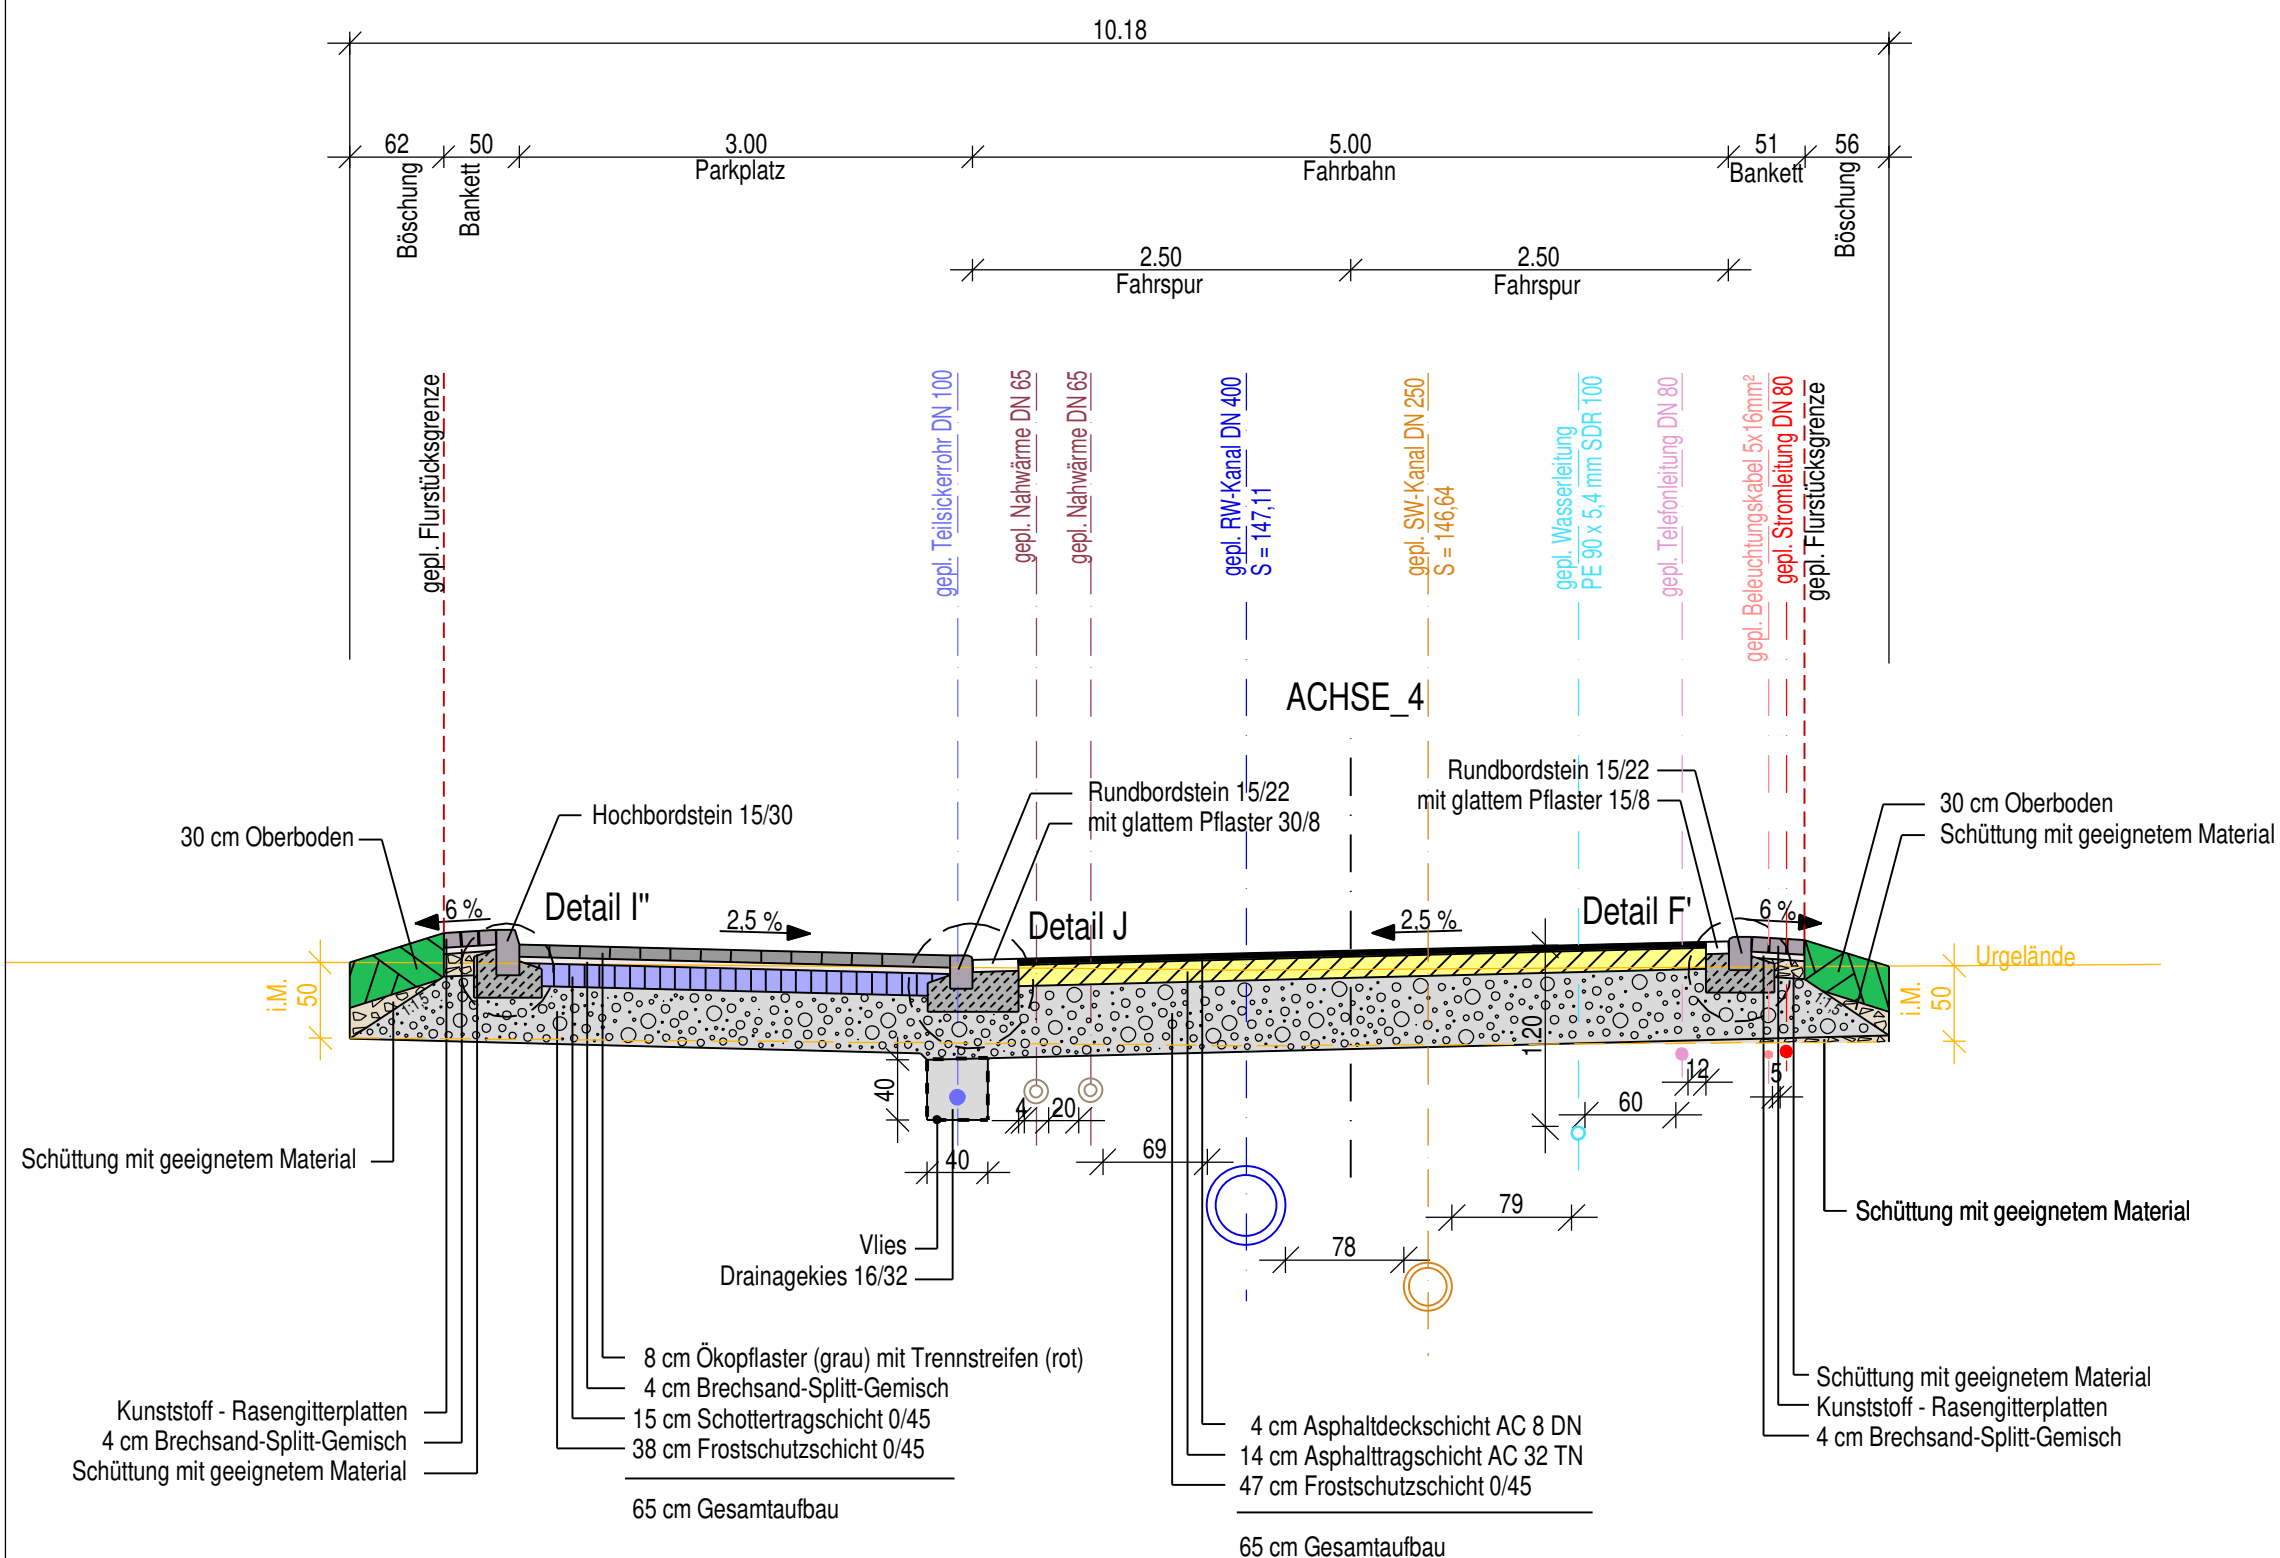 10.18
62
50
3.00
5.00
51
56
Böschung
Bankett
Parkplatz
Fahrbahn
Bankett
Böschung
2.50
2.50
Fahrspur
Fahrspur
gepl. Flurstücksgrenze
gepl. Teilsickerrohr DN 100
gepl. Nahwärme DN 65
gepl. Nahwärme DN 65
gepl. RW-Kanal DN 400
S = 147,11
gepl. SW-Kanal DN 250
S = 146,64
gepl. Wasserleitung
PE 90 x 5,4 mm SDR 100
gepl. Telefonleitung DN 80
gepl. Beleuchtungskabel 5x16mm²
gepl. Stromleitung DN 80
gepl. Flurstücksgrenze
ACHSE_4
30 cm Oberboden
Hochbordstein 15/30
Rundbordstein 15/22
mit glattem Pflaster 30/8
Rundbordstein 15/22
mit glattem Pflaster 15/8
30 cm Oberboden
Schüttung mit geeignetem Material
6 %
Detail I"
2,5 %
Detail J
2,5 %
Detail F'
6 %
Urgelände
i.M.
50
1:1,5
1:1,5
i.M.
50
1.20
40
4
20
40
69
78
79
60
12
5
Schüttung mit geeignetem Material
Schüttung mit geeignetem Material
Vlies
Drainagekies 16/32
8 cm Ökopflaster (grau) mit Trennstreifen (rot)
4 cm Brechsand-Splitt-Gemisch
15 cm Schottertragschicht 0/45
38 cm Frostschutzschicht 0/45
65 cm Gesamtaufbau
Kunststoff - Rasengitterplatten
4 cm Brechsand-Splitt-Gemisch
Schüttung mit geeignetem Material
4 cm Asphaltdeckschicht AC 8 DN
14 cm Asphalttragschicht AC 32 TN
47 cm Frostschutzschicht 0/45
65 cm Gesamtaufbau
Schüttung mit geeignetem Material
Kunststoff - Rasengitterplatten
4 cm Brechsand-Splitt-Gemisch